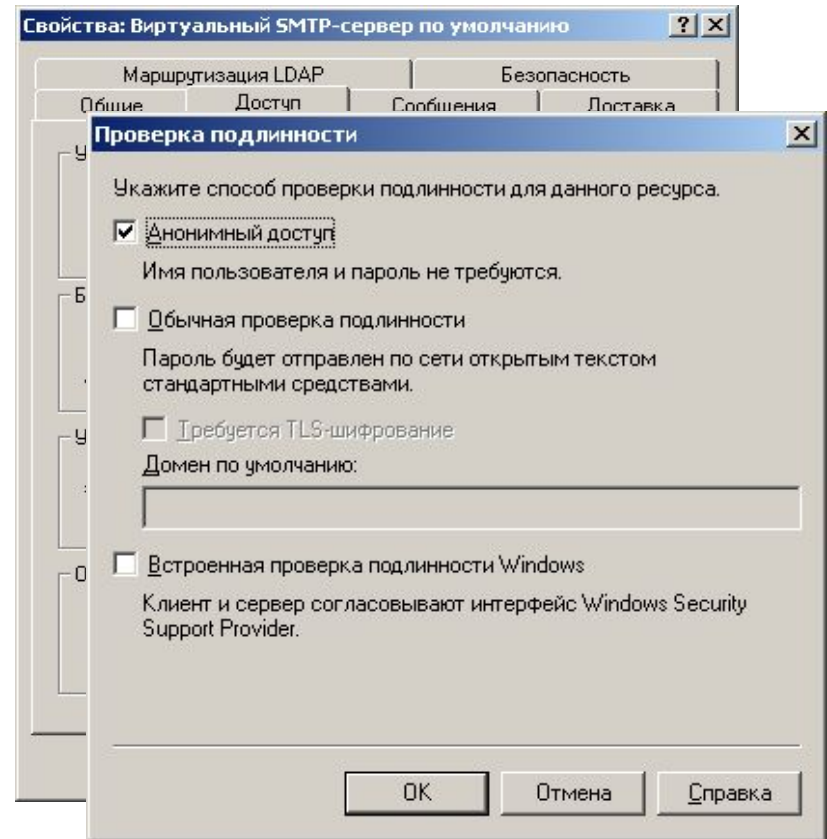 Свойства: Виртуальный SMTP-сервер по умолчанию
Маршрутизация LDAP
Безопасность
Общие
Доступ
Сообщения
Доставка
Проверка подлинности
Укажите способ проверки подлинности для данного ресурса.
Анонимный доступ
Имя пользователя и пароль не требуются.
Обычная проверка подлинности
Пароль будет отправлен по сети открытым текстом
стандартными средствами.
Требуется TLS-шифрование
Домен по умолчанию:
Встроенная проверка подлинности Windows
Клиент и сервер согласовывают интерфейс Windows Security
Support Provider.
OK
Отмена
Справка